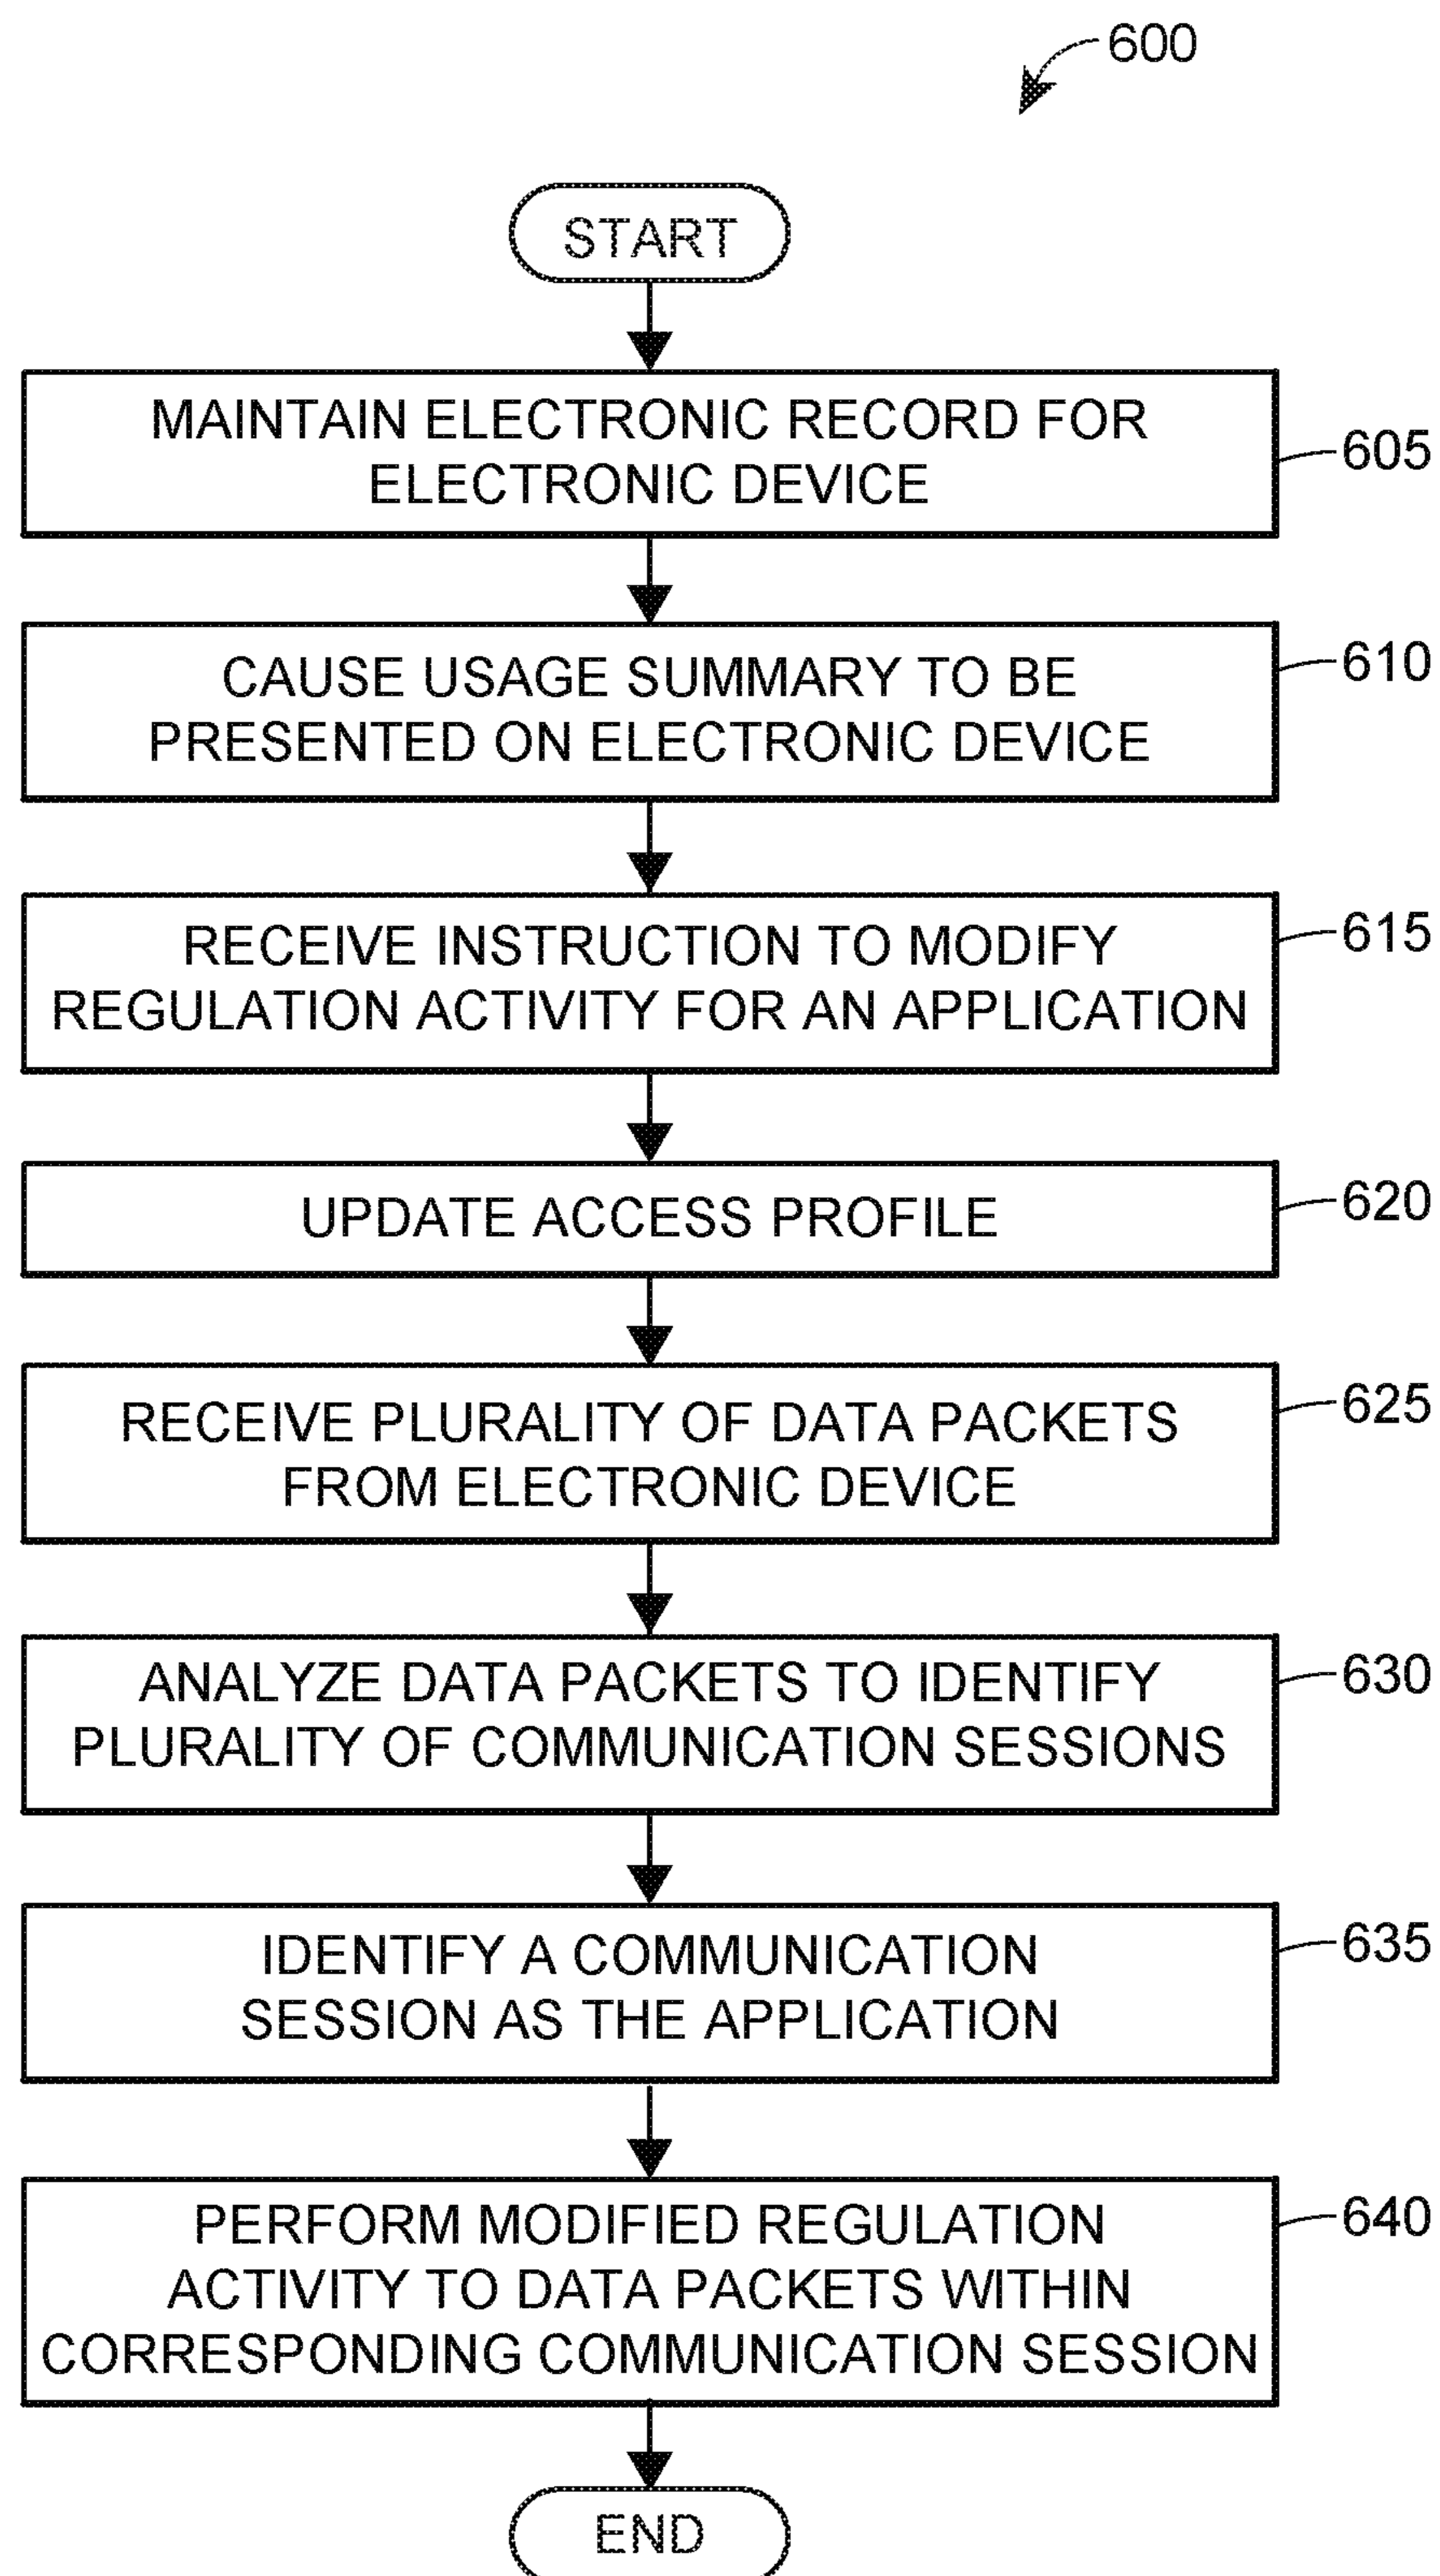 600
START
MAINTAIN ELECTRONIC RECORD FOR
ELECTRONIC DEVICE
605
CAUSE USAGE SUMMARY TO BE
PRESENTED ON ELECTRONIC DEVICE
610
RECEIVE INSTRUCTION TO MODIFY
REGULATION ACTIVITY FOR AN APPLICATION
615
UPDATE ACCESS PROFILE
620
RECEIVE PLURALITY OF DATA PACKETS
FROM ELECTRONIC DEVICE
625
ANALYZE DATA PACKETS TO IDENTIFY
PLURALITY OF COMMUNICATION SESSIONS
630
IDENTIFY A COMMUNICATION
SESSION AS THE APPLICATION
635
PERFORM MODIFIED REGULATION
ACTIVITY TO DATA PACKETS WITHIN
CORRESPONDING COMMUNICATION SESSION
640
END